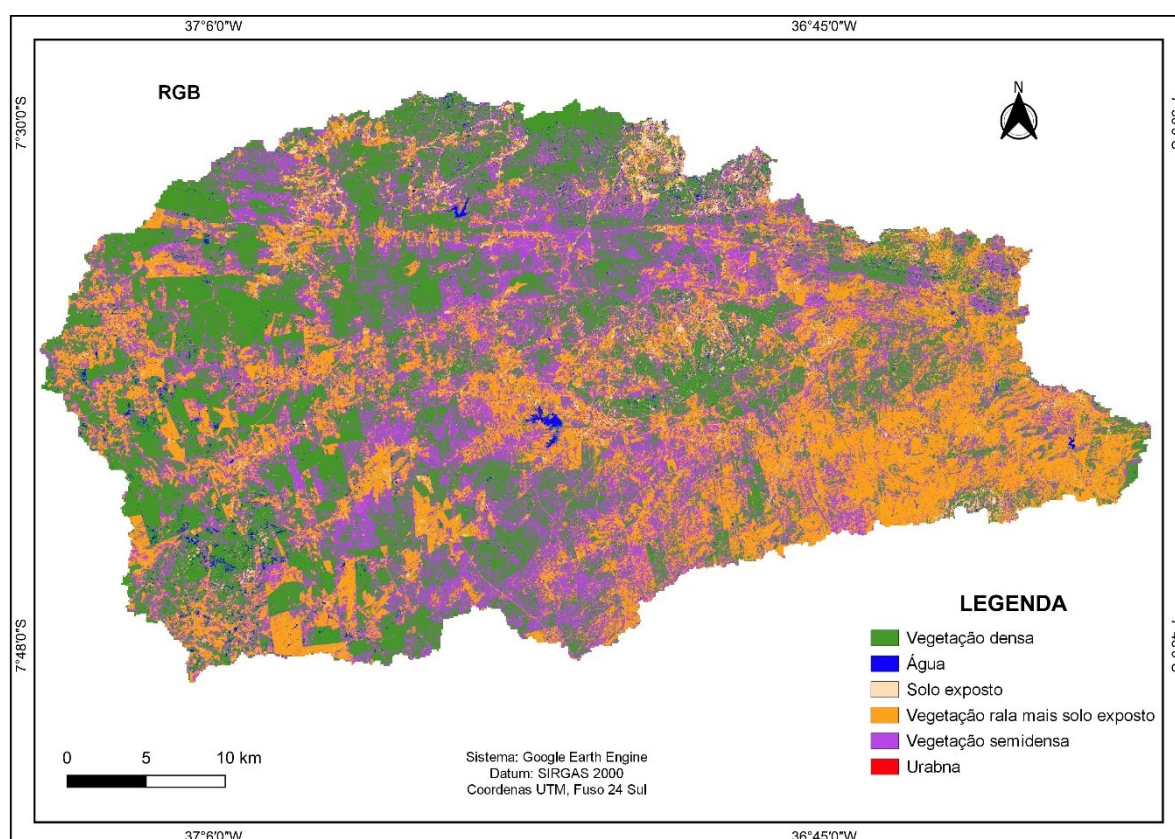 37°6'0"W 36°45'0"W
RGB
N
7°30'0"S
LEGENDA
Vegetação densa
Água
Solo exposto
Vegetação rala mais solo exposto
Vegetação semidensa
Urabna
7°48'0"S
0 5 10 km
Sistema: Google Earth Engine
Datum: SIRGAS 2000
Coordenas UTM, Fuso 24 Sul
37°6'0"W 36°45'0"W